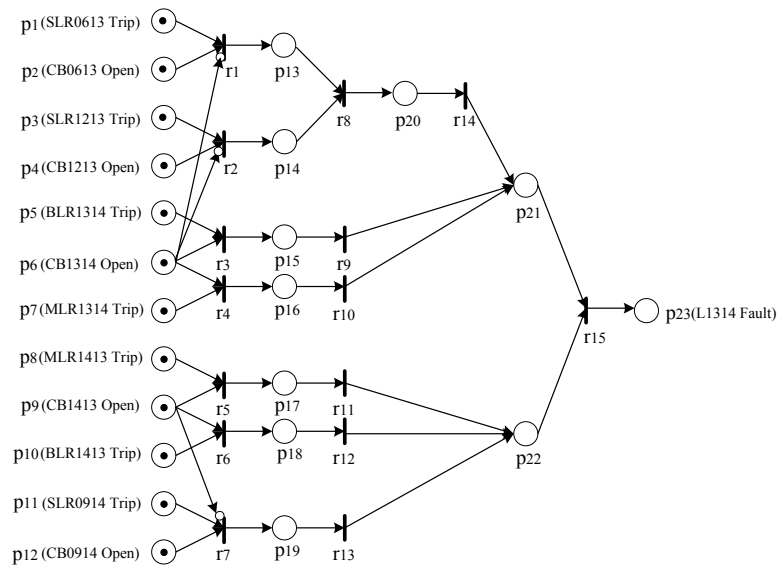 p1(SLR0613 Trip)
p2(CB0613 Open)
r1
p13
p3(SLR1213 Trip)
r8
p20
r14
p4(CB1213 Open)
r2
p14
p5(BLR1314 Trip)
p21
p6(CB1314 Open)
r3
p15
r9
p7(MLR1314 Trip)
r4
p16
r10
r15
p23(L1314 Fault)
p8(MLR1413 Trip)
p9(CB1413 Open)
r5
p17
r11
p10(BLR1413 Trip)
r6
p18
r12
p22
p11(SLR0914 Trip)
p12(CB0914 Open)
r7
p19
r13